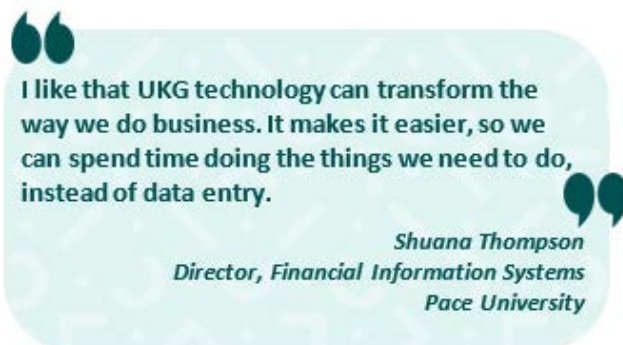 I like that UKG technology can transform the
way we do business. It makes it easier, so we
can spend time doing the things we need to do,
instead of data entry.
Shuana Thompson
Director, Financial Information Systems
Pace University